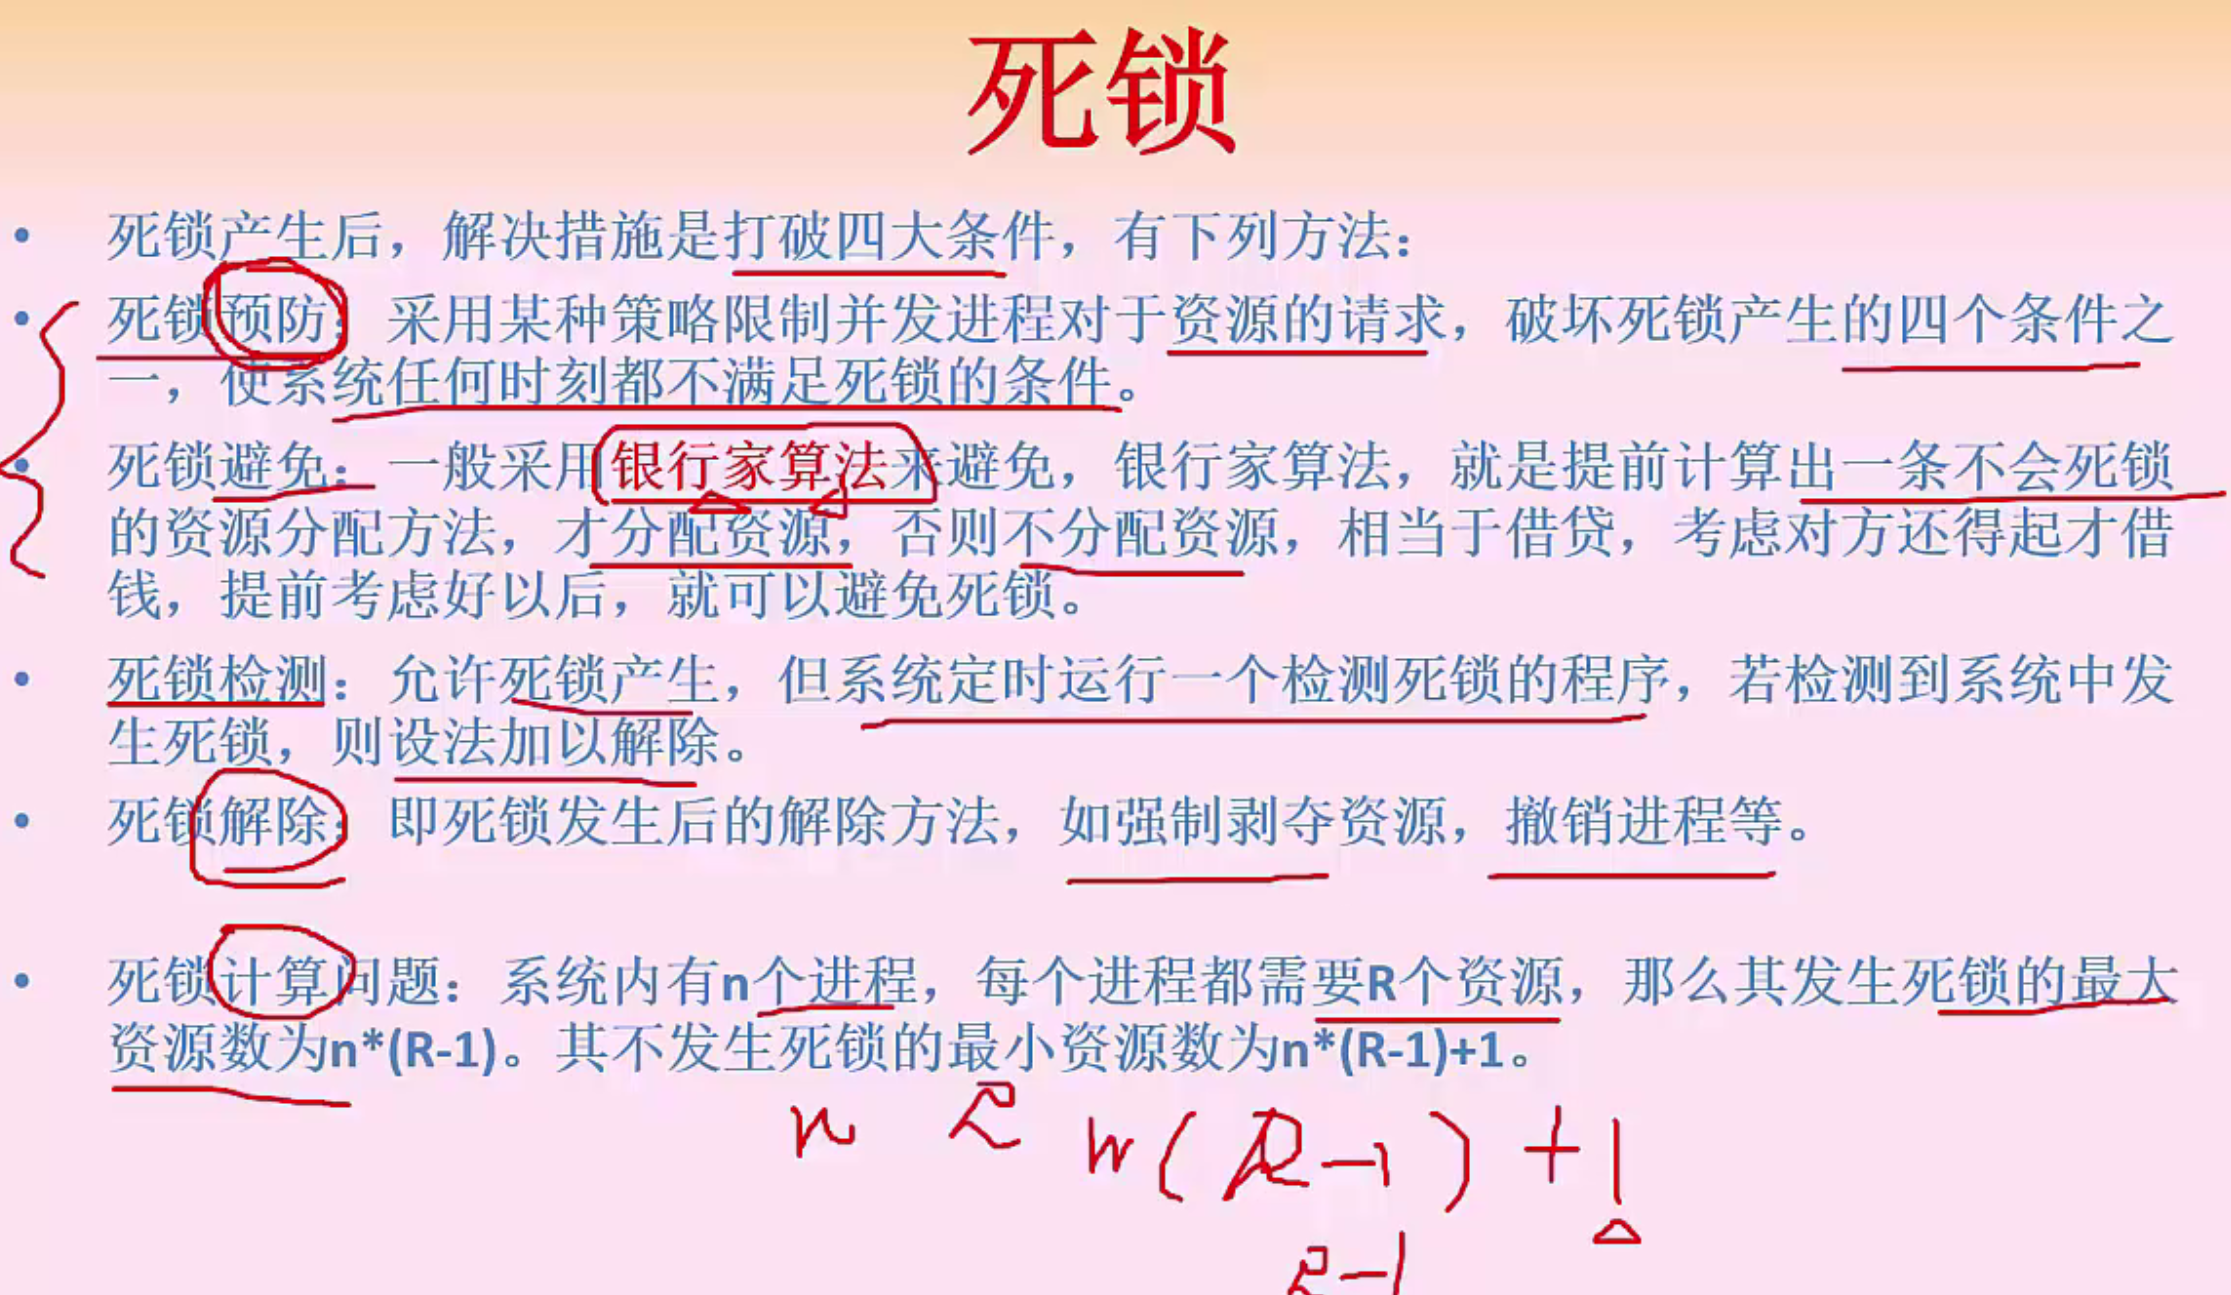 死锁
• 死锁产生后，解决措施是打破四大条件，有下列方法：
• 死锁预防：采用某种策略限制并发进程对于资源的请求，破坏死锁产生的四个条件之
一，使系统任何时刻都不满足死锁的条件。
• 死锁避免：一般采用银行家算法来避免，银行家算法，就是提前计算出一条不会死锁
的资源分配方法，才分配资源，否则不分配资源，相当于借贷，考虑对方还得起才借
钱，提前考虑好以后，就可以避免死锁。
• 死锁检测：允许死锁产生，但系统定时运行一个检测死锁的程序，若检测到系统中发
生死锁，则设法加以解除。
• 死锁解除：即死锁发生后的解除方法，如强制剥夺资源，撤销进程等。
• 死锁计算问题：系统内有n个进程，每个进程都需要R个资源，那么其发生死锁的最大
资源数为n*(R-1)。其不发生死锁的最小资源数为n*(R-1)+1。
n R n(R-1)+1
R-1